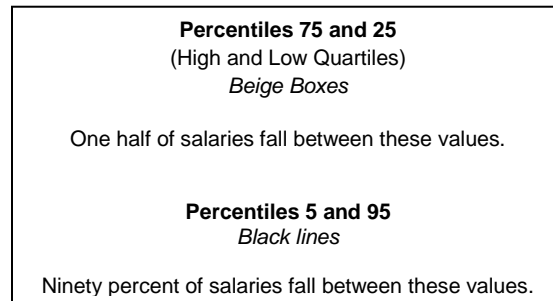 Percentiles 75 and 25
(High and Low Quartiles)
Beige Boxes
One half of salaries fall between these values.
Percentiles 5 and 95
Black lines
Ninety percent of salaries fall between these values.